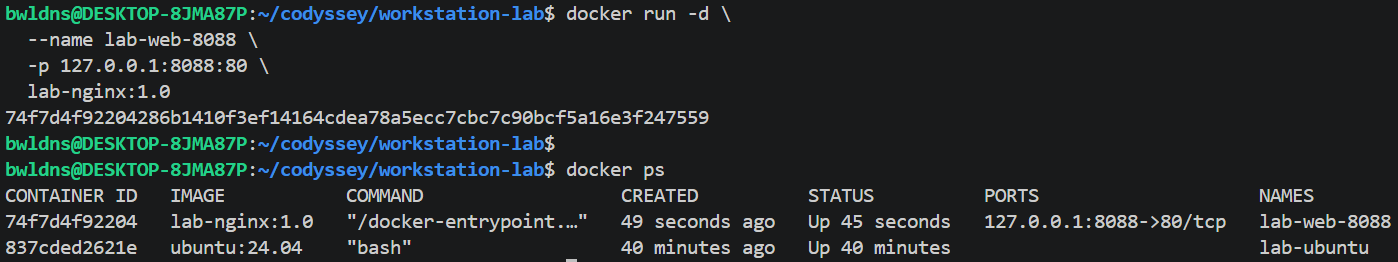 bwldns@DESKTOP-8JMA87P:~/codyssey/workstation-lab$ docker run -d \
  --name lab-web-8088 \
  -p 127.0.0.1:8088:80 \
  lab-nginx:1.0
74f7d4f92204286b1410f3ef14164cdea78a5ecc7cbc7c90bcf5a16e3f247559
bwldns@DESKTOP-8JMA87P:~/codyssey/workstation-lab$
bwldns@DESKTOP-8JMA87P:~/codyssey/workstation-lab$ docker ps
CONTAINER ID   IMAGE           COMMAND                  CREATED          STATUS          PORTS                    NAMES
74f7d4f92204   lab-nginx:1.0   "/docker-entrypoint.…"   49 seconds ago   Up 45 seconds   127.0.0.1:8088->80/tcp   lab-web-8088
837cded2621e   ubuntu:24.04    "bash"                   40 minutes ago   Up 40 minutes                            lab-ubuntu